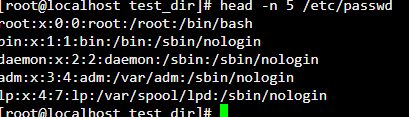 [root@localhost test_dir]# head -n 5 /etc/passwd
root:x:0:0:root:/root:/bin/bash
bin:x:1:1:bin:/bin:/sbin/nologin
daemon:x:2:2:daemon:/sbin:/sbin/nologin
adm:x:3:4:adm:/var/adm:/sbin/nologin
lp:x:4:7:lp:/var/spool/lpd:/sbin/nologin
[root@localhost test_dir]#